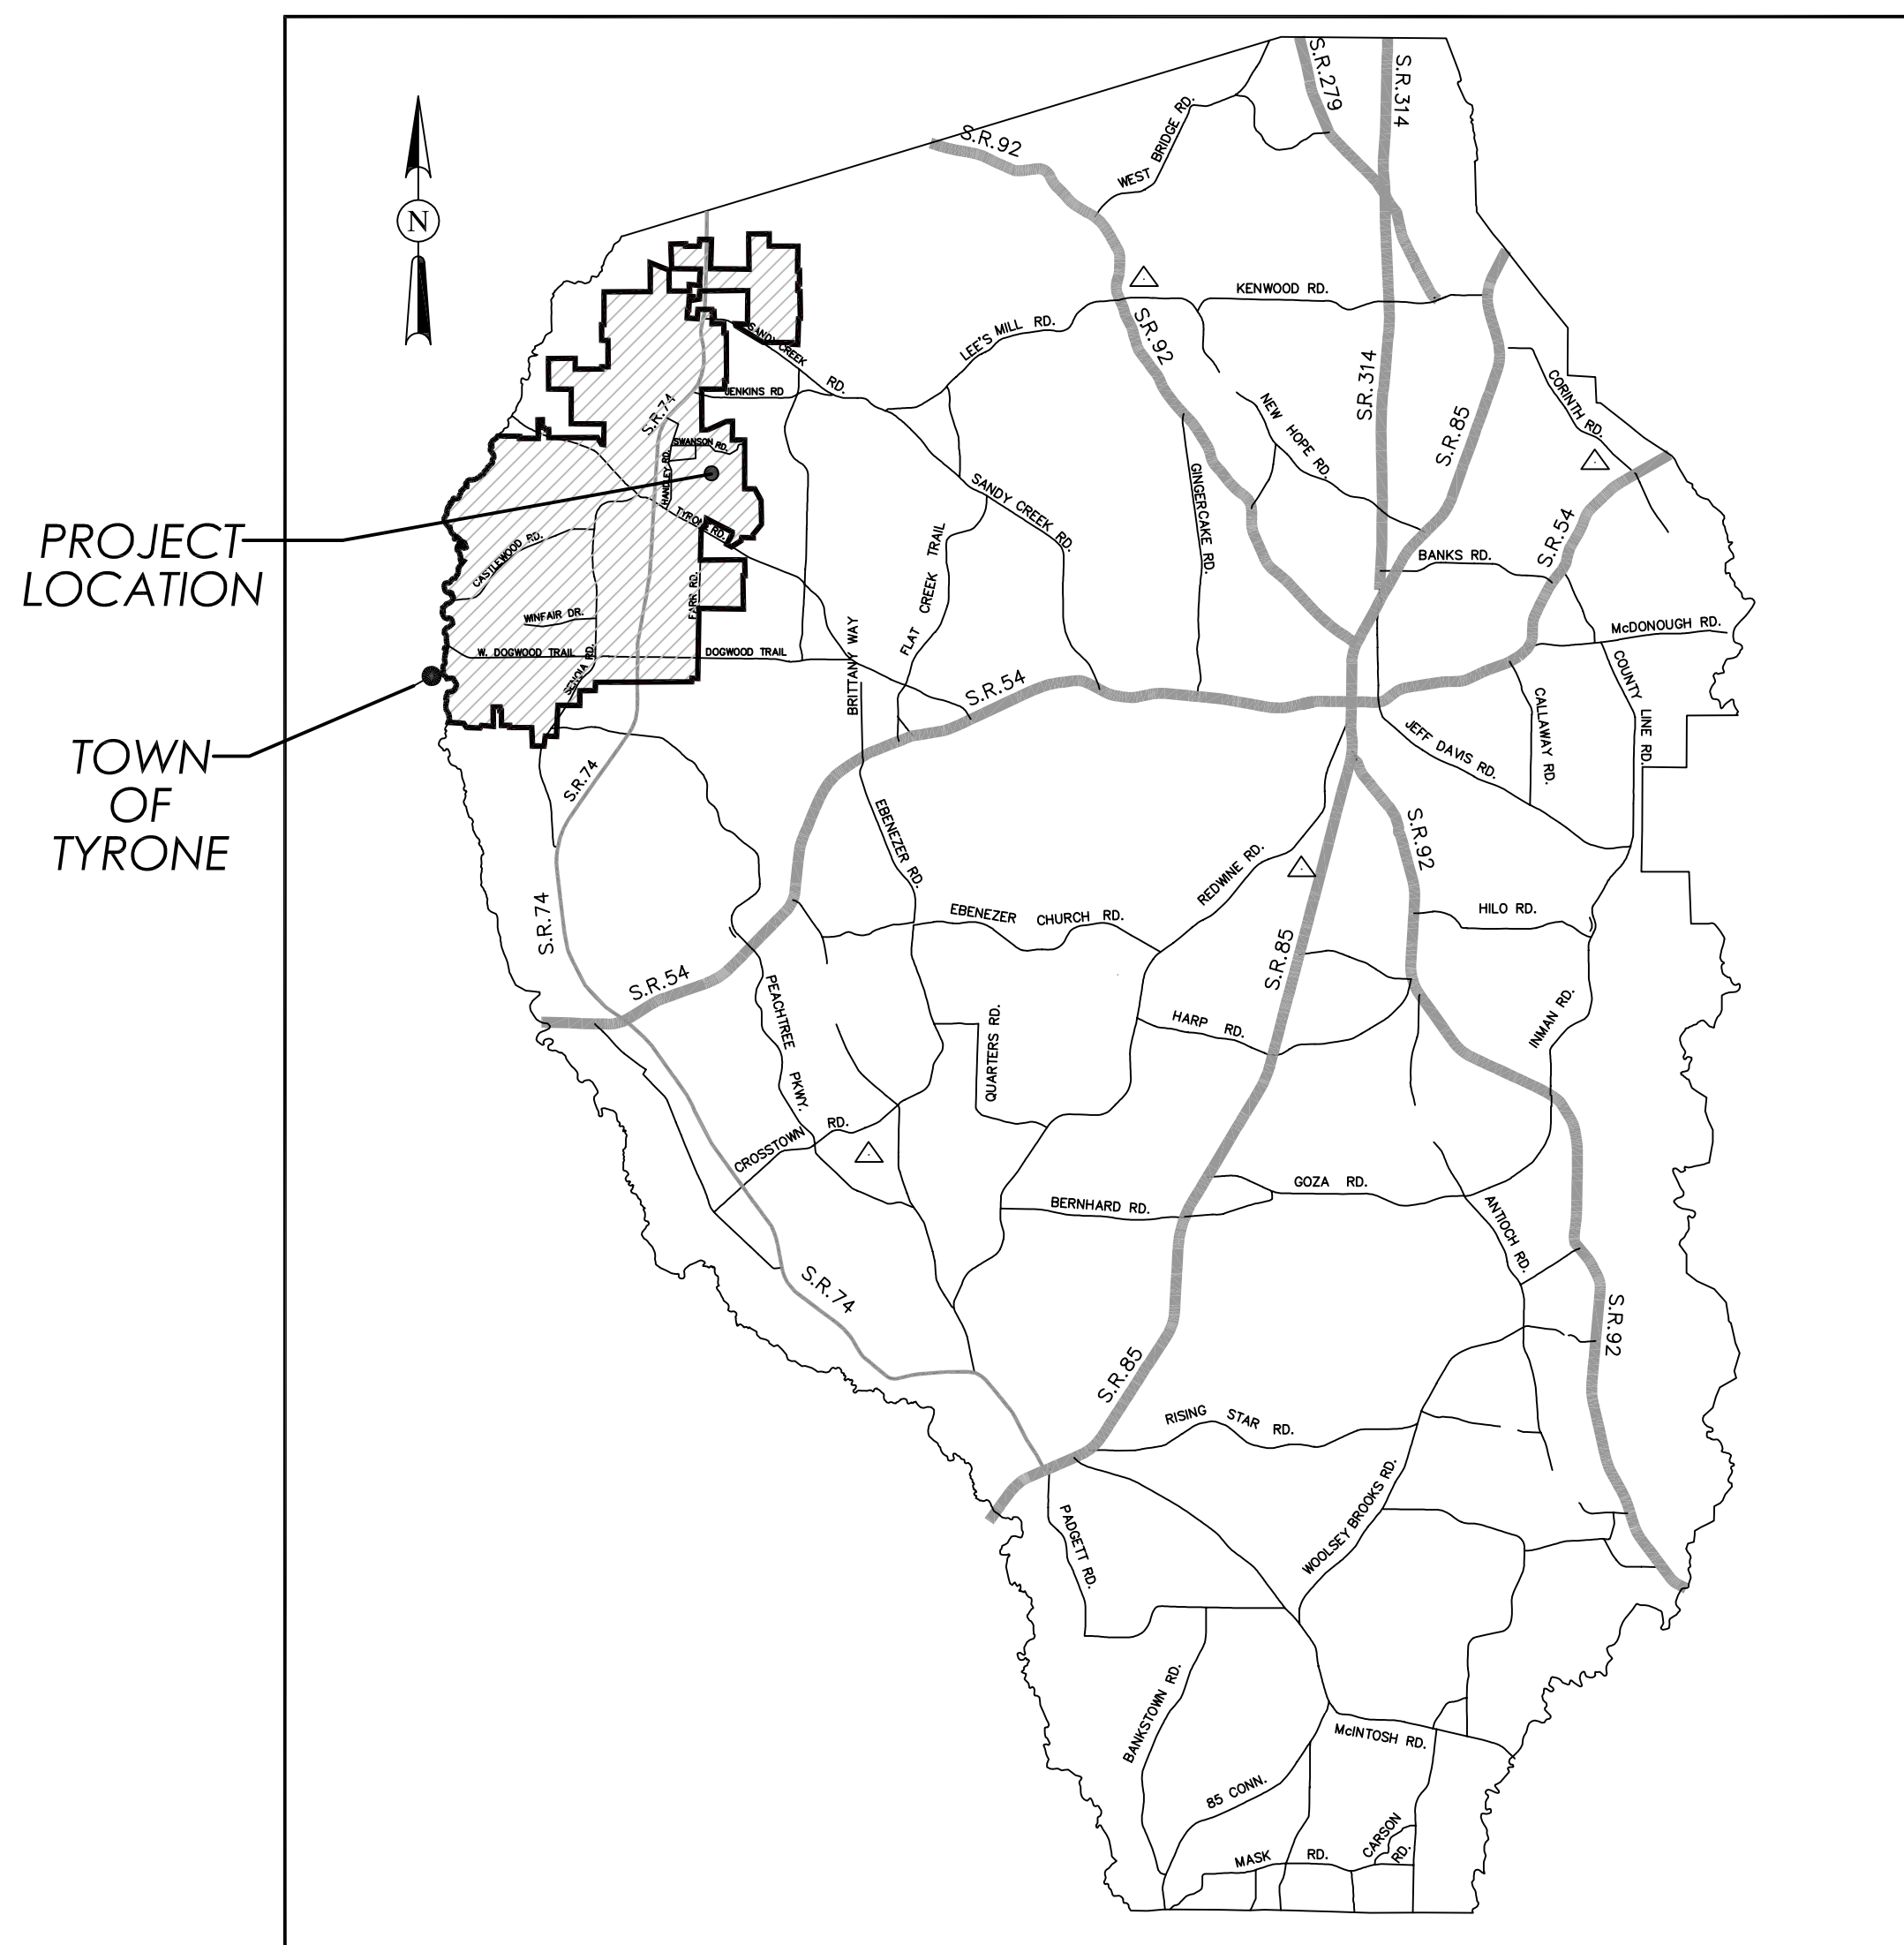 S.R.279
S.R.314
S.R.92
WEST BRIDGE RD.
N
KENWOOD RD.
S.R.92
LEE'S MILL RD.
SANDY CREEK RD.
JENKINS RD
S.R.314
S.R.85
CORINTH RD.
NEW HOPE RD.
S.R.74
SWANSON RD.
HANDLEY RD.
GINGERCAKE RD.
SANDY CREEK RD.
TYRONE RD.
FLAT CREEK TRAIL
S.R.54
BANKS RD.
PROJECT
LOCATION
CASTLEWOOD RD.
FARR RD.
WINFAIR DR.
McDONOUGH RD.
W. DOGWOOD TRAIL
DOGWOOD TRAIL
BRITTANY WAY
SENOIA RD.
S.R.54
COUNTY LINE RD.
CALLAWAY RD.
JEFF DAVIS RD.
TOWN
OF
TYRONE
S.R.74
EBENEZER RD.
S.R.92
REDWINE RD.
S.R.74
EBENEZER CHURCH RD.
HILO RD.
S.R.85
S.R.54
PEACHTREE PKWY.
QUARTERS RD.
HARP RD.
INMAN RD.
CROSSTOWN RD.
BERNHARD RD.
GOZA RD.
ANTIOCH RD.
S.R.74
S.R.92
S.R.85
RISING STAR RD.
WOOLSEY BROOKS RD.
PADGETT RD.
BANKSTOWN RD.
McINTOSH RD.
85 CONN.
CARSON RD.
MASK RD.